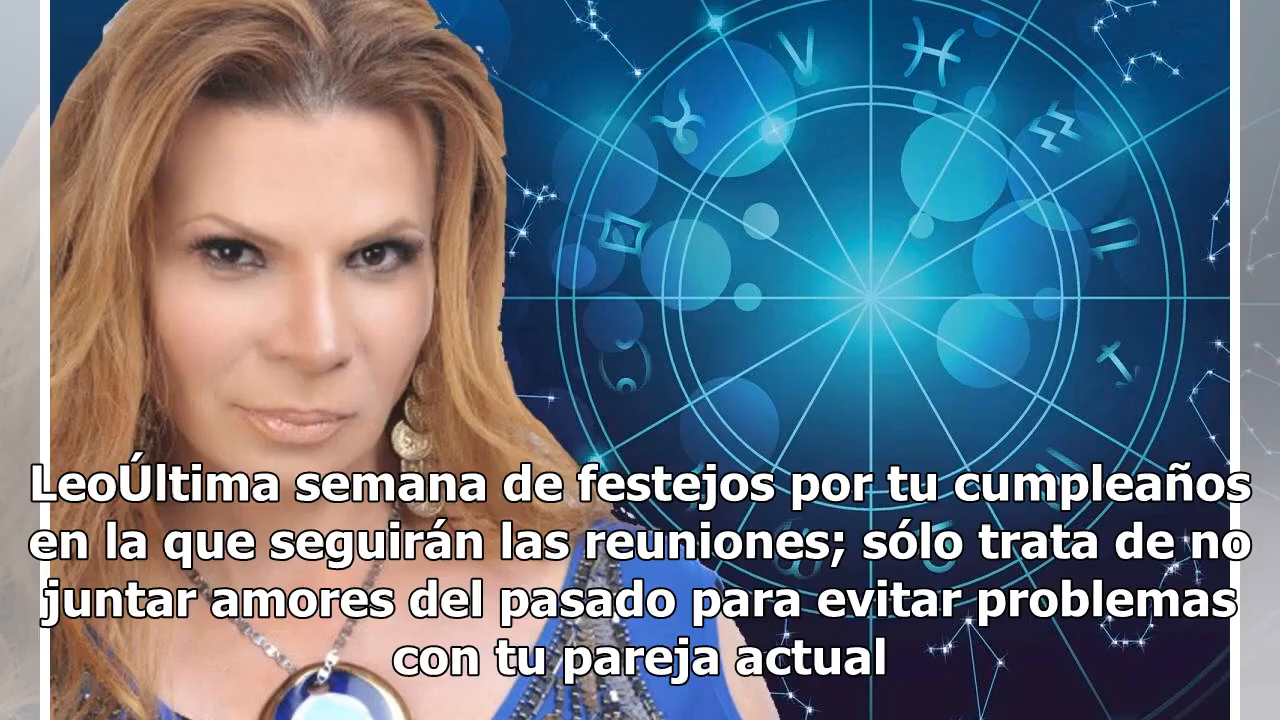 LeoÚltima semana de festejos por tu cumpleaños
en la que seguirán las reuniones; sólo trata de no
juntar amores del pasado para evitar problemas
con tu pareja actual